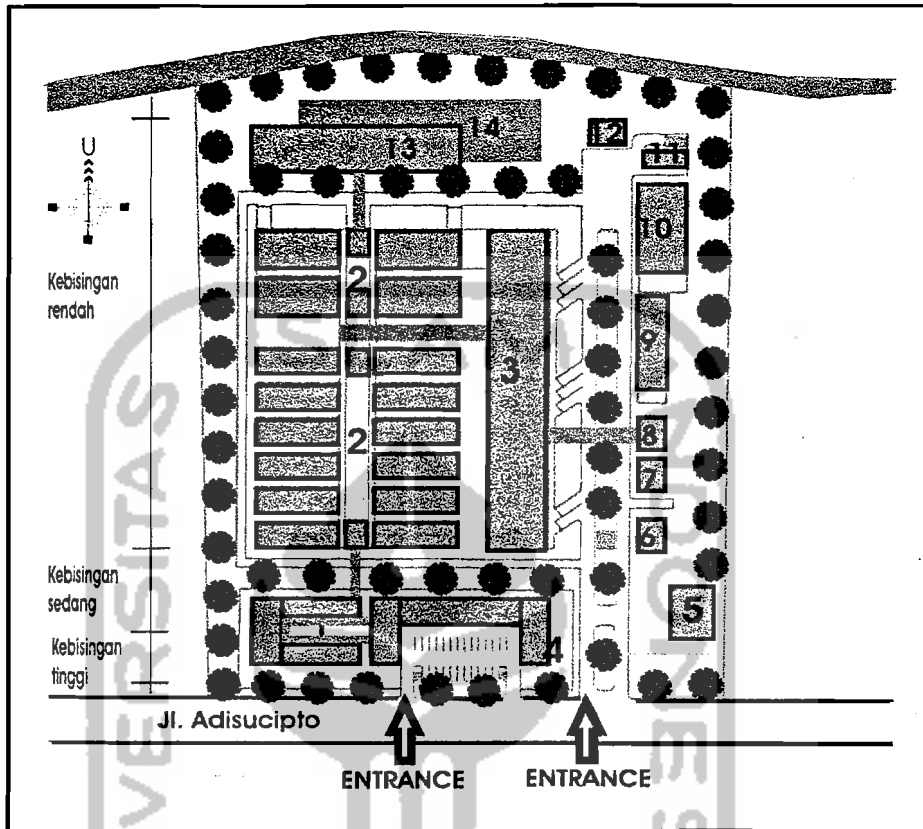 14
13
12
11
U
10
2
Kebisingan
rendah
9
3
8
2
7
6
Kebisingan
sedang
5
1
4
Kebisingan
tinggi
Jl. Adisucipto
ENTRANCE
ENTRANCE